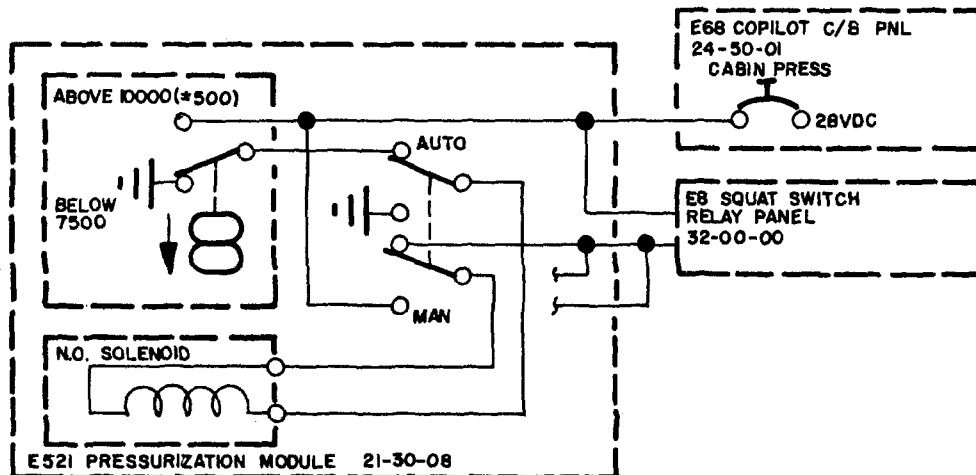 E68 COPILOT C/B PNL
24-50-01
CABIN PRESS
28VDC
ABOVE 10000(*500)
AUTO
BELOW
7500
E8 SQUAT SWITCH
RELAY PANEL
32-00-00
MAN
N.O. SOLENOID
E521 PRESSURIZATION MODULE 21-30-08